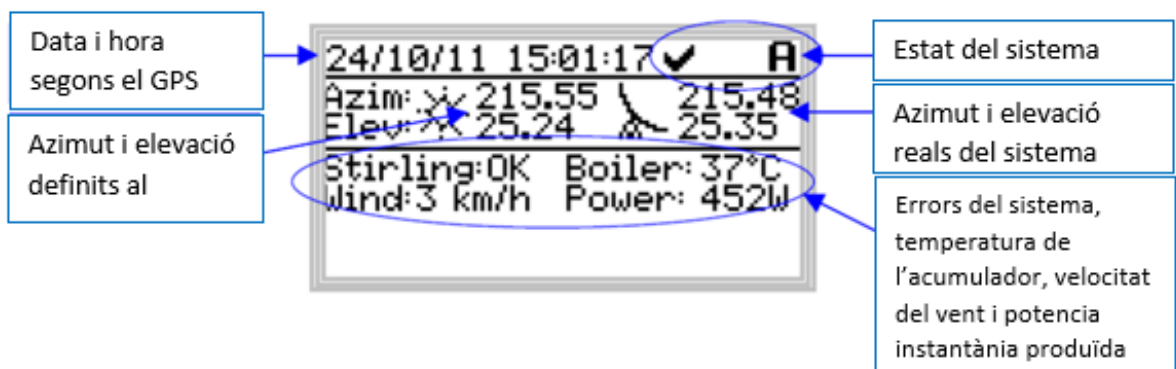 Data i hora
segons el GPS
24/10/11 15:01:17 ✔ A
Estat del sistema
Azim: 215.55 215.48
Elev: 25.24 25.35
Azimut i elevació
definits al
Azimut i elevació
reals del sistema
Stirling:OK Boiler: 37°C
Wind:3 km/h Power: 452W
Errors del sistema,
temperatura de
l'acumulador, velocitat
del vent i potencia
instantània produïda